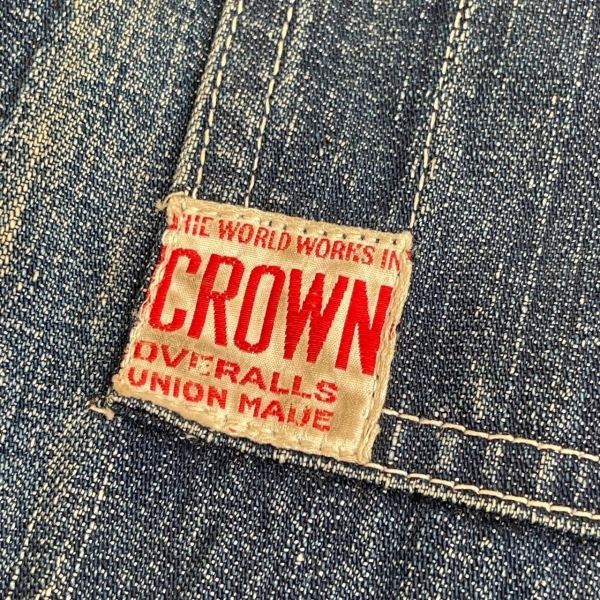 THE WORLD WORKS IN
CROWN
OVERALLS
UNION MADE